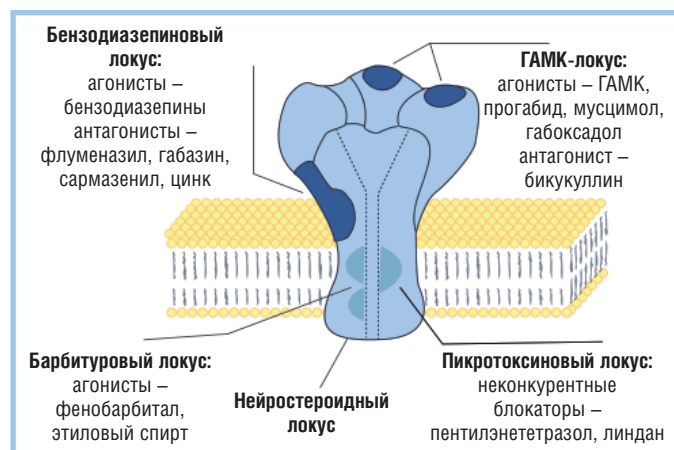 Бензодиазепиновый
локус:
агонисты –
бензодиазепины
антагонисты –
флуменазил, габазин,
сармазенил, цинк
ГАМК-локус:
агонисты – ГАМК,
прогабид, мусцимол,
габоксадол
антагонист –
бикукуллин
Барбитуровый локус:
агонисты –
фенобарбитал,
этиловый спирт
Нейростероидный
локус
Пикротоксиновый локус:
неконкурентные
блокаторы –
пентилэнететразол, линдан